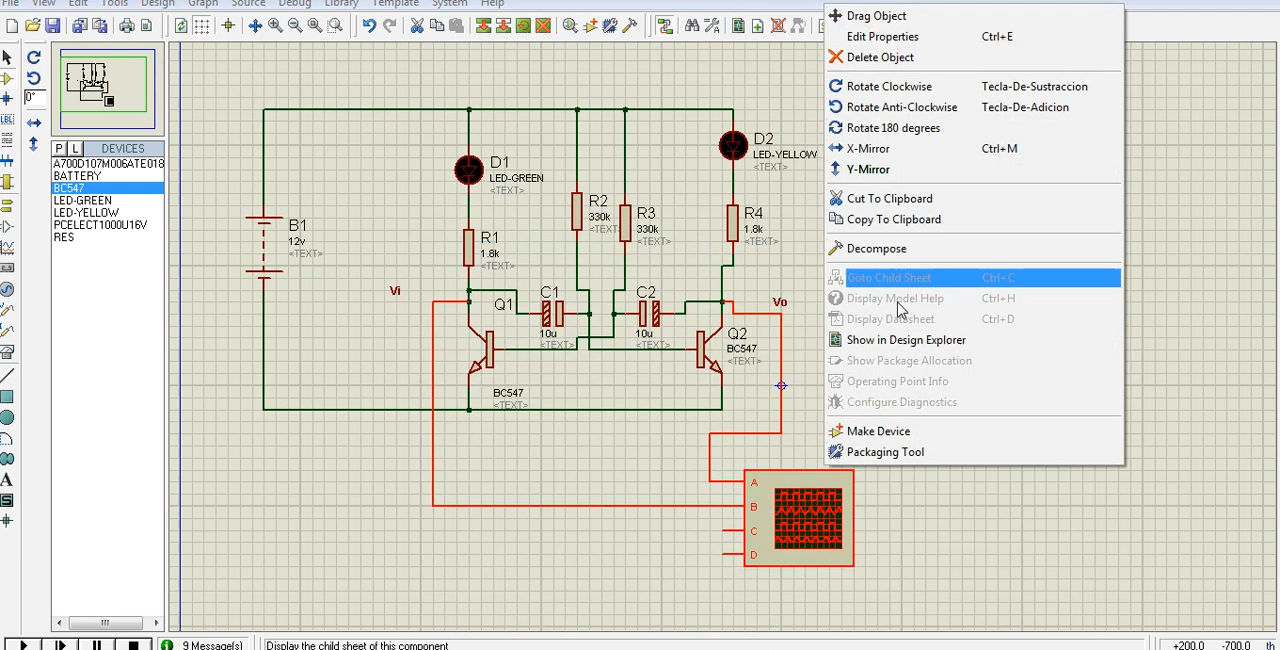 File View Edit Tools Design Graph Source Debug Library Template System Help
0°
LBL
P L DEVICES
A700D107M006ATE018
BATTERY
BC547
LED-GREEN
LED-YELLOW
PCELECT1000U16V
RES
A
S
B1
12v
<TEXT>
D1
LED-GREEN
<TEXT>
R1
1.8k
<TEXT>
R2
330k
<TEXT>
R3
330k
<TEXT>
D2
LED-YELLOW
<TEXT>
R4
1.8k
<TEXT>
Vi
Q1
C1
10u
<TEXT>
C2
10u
<TEXT>
Vo
Q2
BC547
<TEXT>
BC547
<TEXT>
A
B
C
D
Drag Object
Edit Properties Ctrl+E
Delete Object
Rotate Clockwise Tecla-De-Sustraccion
Rotate Anti-Clockwise Tecla-De-Adicion
Rotate 180 degrees
X-Mirror Ctrl+M
Y-Mirror
Cut To Clipboard
Copy To Clipboard
Decompose
Goto Child Sheet Ctrl+C
Display Model Help Ctrl+H
Display Datasheet Ctrl+D
Show in Design Explorer
Show Package Allocation
Operating Point Info
Configure Diagnostics
Make Device
Packaging Tool
9 Message(s) Display the child sheet of this component +200.0 -700.0 th